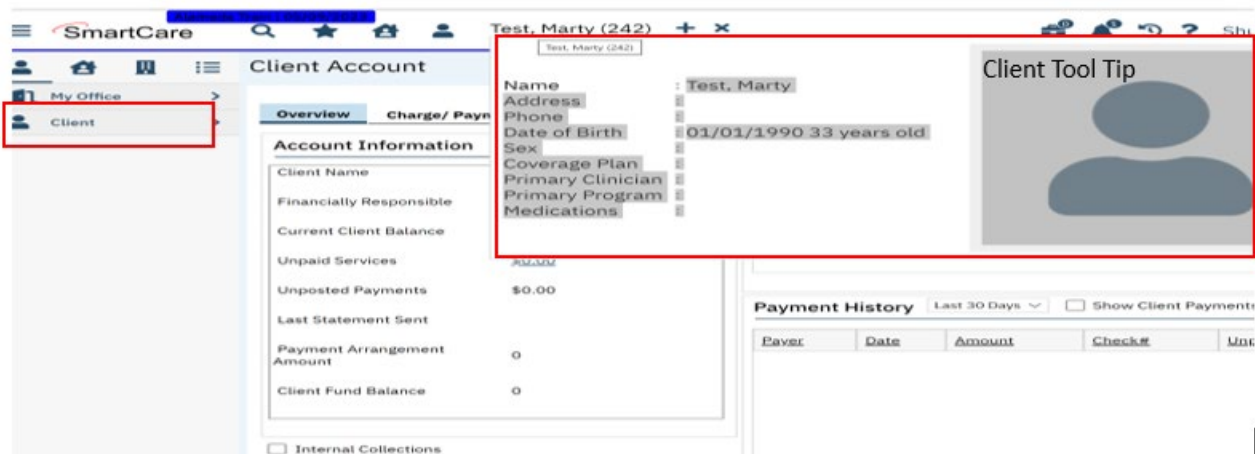 SmartCare
Test, Marty (242)
Test, Marty (242)
Client Tool Tip
Name : Test, Marty
Address
Phone
Date of Birth 01/01/1990 33 years old
Sex
Coverage Plan
Primary Clinician
Primary Program
Medications
My Office
Client
Client Account
Overview Charge/
Account Information
Client Name
Financially Responsible
Current Client Balance
Unpaid Services $0.00
Unposted Payments $0.00
Last Statement Sent
Payment Arrangement
Amount 0
Client Fund Balance 0
Internal Collections
Payment History Last 30 Days Show Client Payments
Payer Date Amount Check#